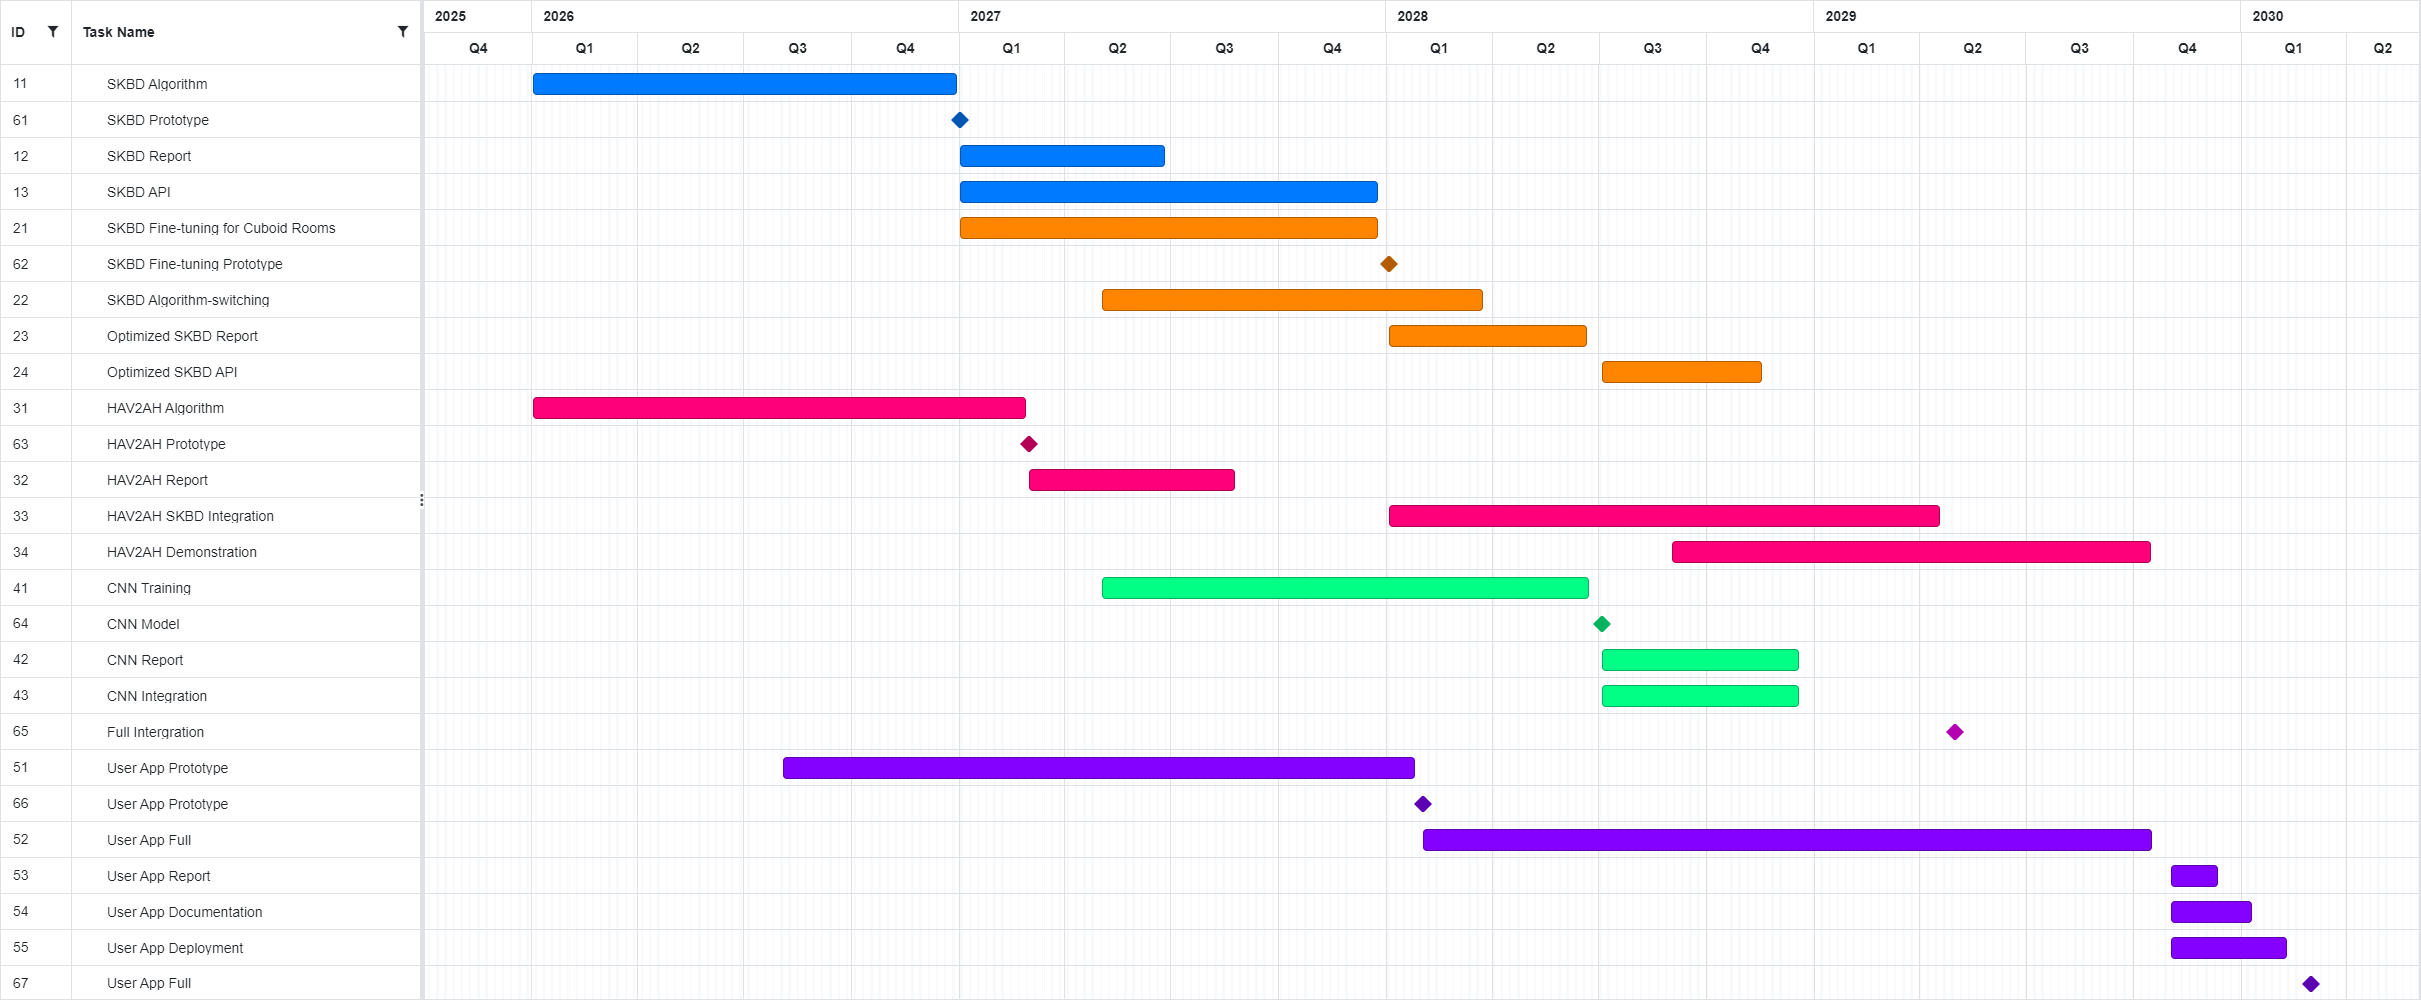 2025 2026 2027 2028 2029 2030
ID Task Name
Q4 Q1 Q2 Q3 Q4 Q1 Q2 Q3 Q4 Q1 Q2 Q3 Q4 Q1 Q2 Q3 Q4 Q1 Q2
11 SKBD Algorithm
61 SKBD Prototype
12 SKBD Report
13 SKBD API
21 SKBD Fine-tuning for Cuboid Rooms
62 SKBD Fine-tuning Prototype
22 SKBD Algorithm-switching
23 Optimized SKBD Report
24 Optimized SKBD API
31 HAV2AH Algorithm
63 HAV2AH Prototype
32 HAV2AH Report
33 HAV2AH SKBD Integration
34 HAV2AH Demonstration
41 CNN Training
64 CNN Model
42 CNN Report
43 CNN Integration
65 Full Intergration
51 User App Prototype
66 User App Prototype
52 User App Full
53 User App Report
54 User App Documentation
55 User App Deployment
67 User App Full